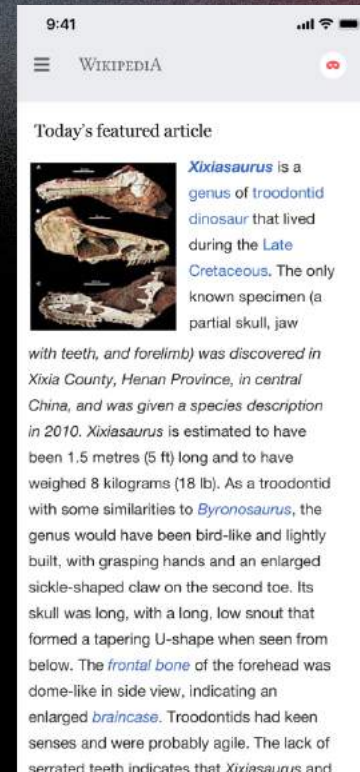 9:41
WIKIPEDIA
Today's featured article
Xixiasaurus is a
genus of troodontid
dinosaur that lived
during the Late
Cretaceous. The only
known specimen (a
partial skull, jaw
with teeth, and forelimb) was discovered in
Xixia County, Henan Province, in central
China, and was given a species description
in 2010. Xixiasaurus is estimated to have
been 1.5 metres (5 ft) long and to have
weighed 8 kilograms (18 lb). As a troodontid
with some similarities to Byronosaurus, the
genus would have been bird-like and lightly
built, with grasping hands and an enlarged
sickle-shaped claw on the second toe. Its
skull was long, with a long, low snout that
formed a tapering U-shape when seen from
below. The frontal bone of the forehead was
dome-like in side view, indicating an
enlarged braincase. Troodontids had keen
senses and were probably agile. The lack of
serrated teeth indicates that Xixiasaurus and